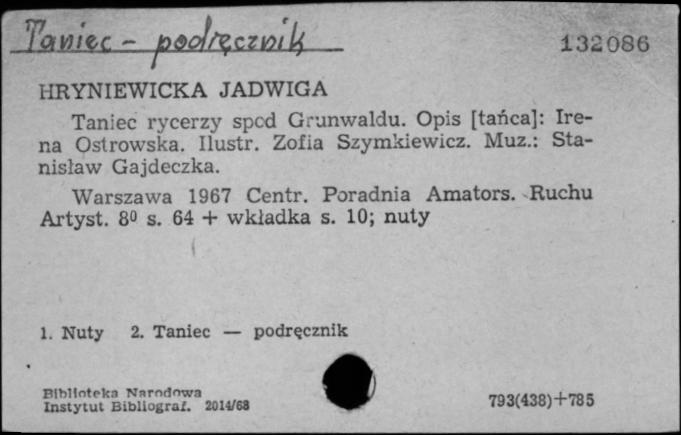 Taniec - podręcznik
132086
HRYNIEWICKA JADWIGA
Taniec rycerzy spod Grunwaldu. Opis [tańca]: Ire-
na Ostrowska. Ilustr. Zofia Szymkiewicz. Muz.: Sta-
nisław Gajdeczka.
Warszawa 1967 Centr. Poradnia Amators. Ruchu
Artyst. 8⁰ s. 64 + wkładka s. 10; nuty
1. Nuty 2. Taniec — podręcznik
Biblioteka Narodowa
Instytut Bibliograf. 2014/68
793(438)+785